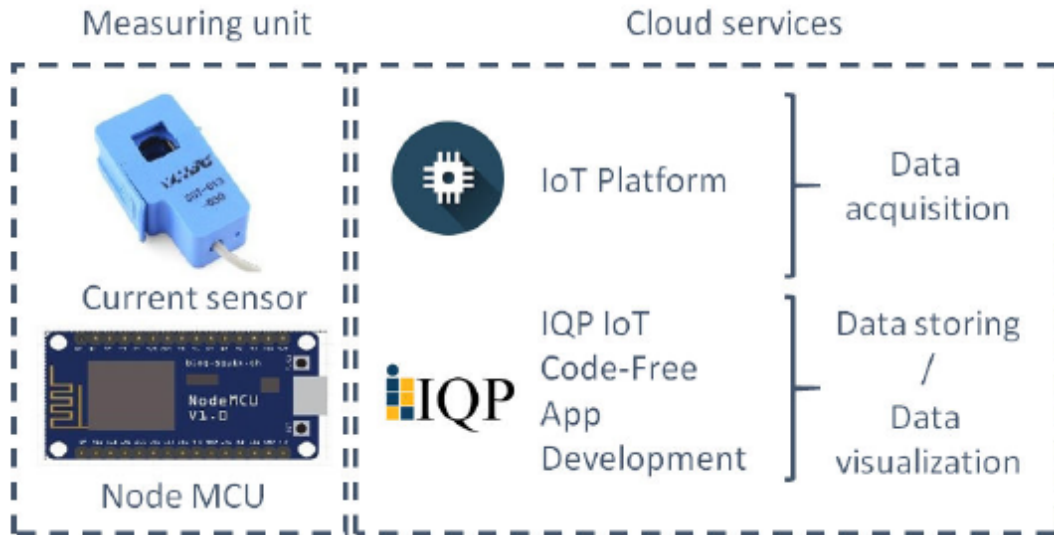 Measuring unit
Cloud services
Current sensor
NodeMCU
V1.0
Node MCU
IoT Platform
Data
acquisition
IQP
IQP IoT
Code-Free
App
Development
Data storing
/
Data
visualization